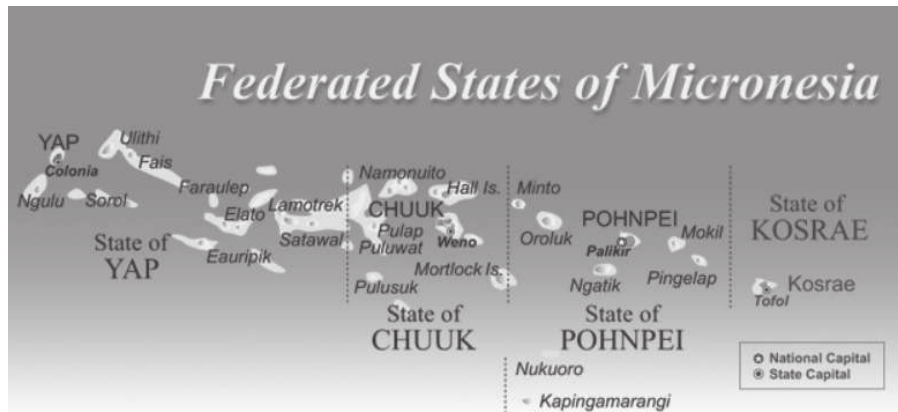 Federated States of Micronesia
YAP
Colonia
Ulithi
Fais
Ngulu
Sorol
Faraulep
Elato
Lamotrek
Satawal
Eauripik
State of
YAP
Namonuito
Hall Is.
CHUUK
Pulap
Weno
Puluwat
Mortlock Is.
Pulusuk
State of
CHUUK
Minto
Oroluk
POHNPEI
Palikir
Mokil
Ngatik
Pingelap
State of
POHNPEI
Nukuoro
Kapingamarangi
State of
KOSRAE
Kosrae
Tofol
National Capital
State Capital